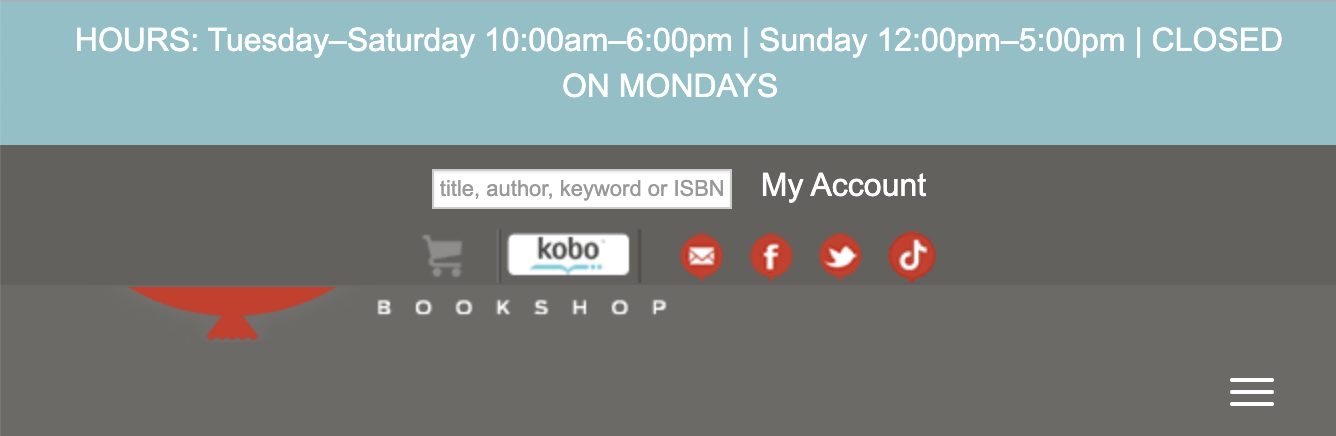 HOURS: Tuesday–Saturday 10:00am–6:00pm | Sunday 12:00pm–5:00pm | CLOSED
ON MONDAYS
title, author, keyword or ISBN
My Account
kobo
BOOKSHOP